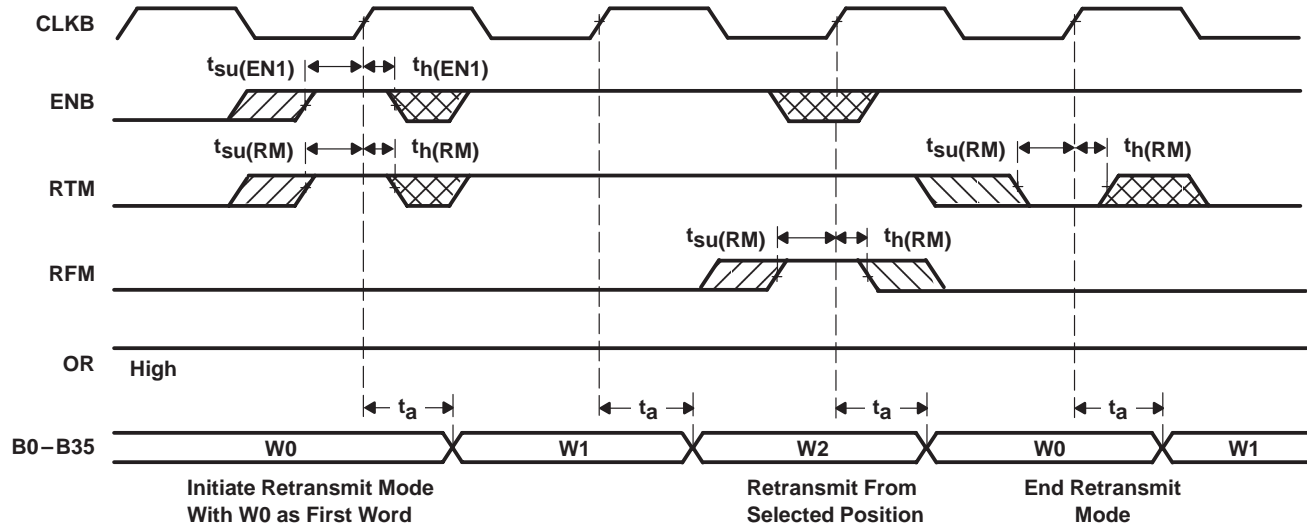 CLKB
tsu(EN1) th(EN1)
ENB
tsu(RM) th(RM) tsu(RM) th(RM)
RTM
tsu(RM) th(RM)
RFM
OR
High
ta ta ta ta
B0–B35 W0 W1 W2 W0 W1
Initiate Retransmit Mode
With W0 as First Word
Retransmit From
Selected Position
End Retransmit
Mode